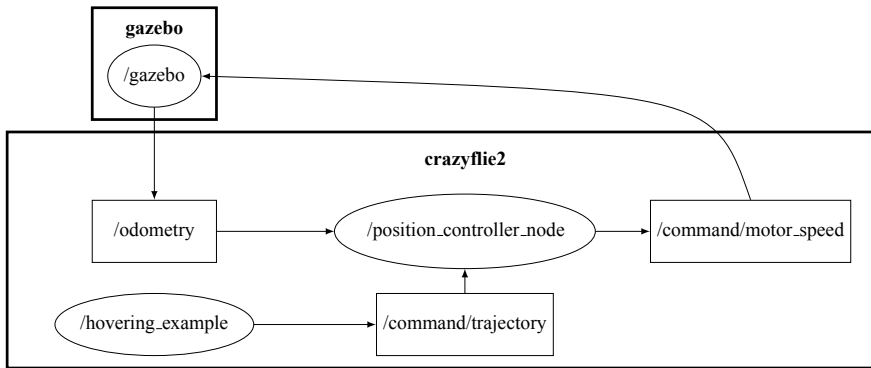 gazebo
/gazebo
crazyflie2
/odometry
/position_controller_node
/command/motor_speed
/hovering_example
/command/trajectory